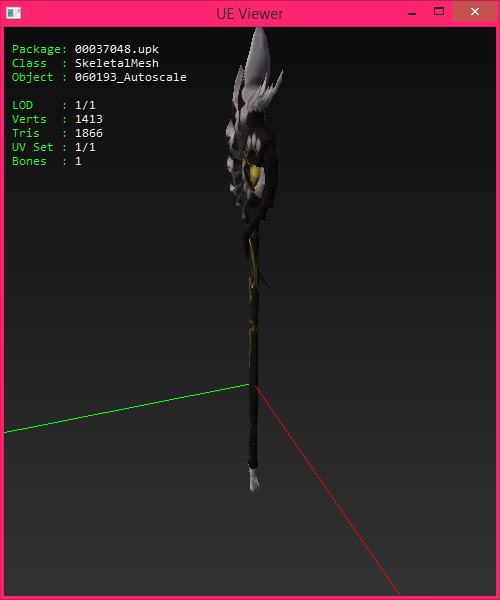 UE Viewer
Package: 00037048.upk
Class  : SkeletalMesh
Object : 060193_Autoscale
LOD    : 1/1
Verts  : 1413
Tris   : 1866
UV Set : 1/1
Bones  : 1